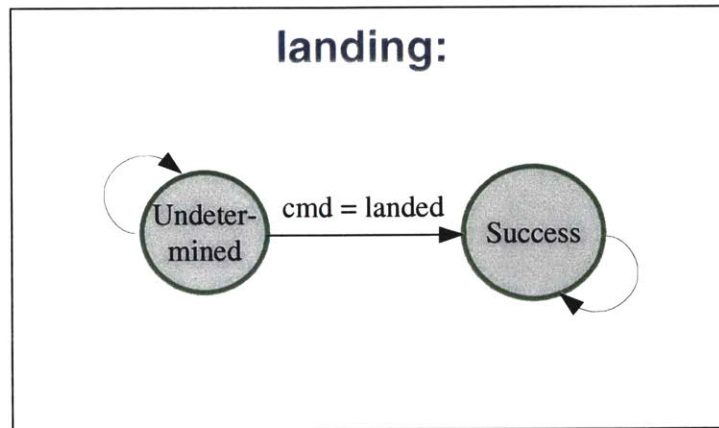 landing:
Undeter-
mined
cmd = landed
Success